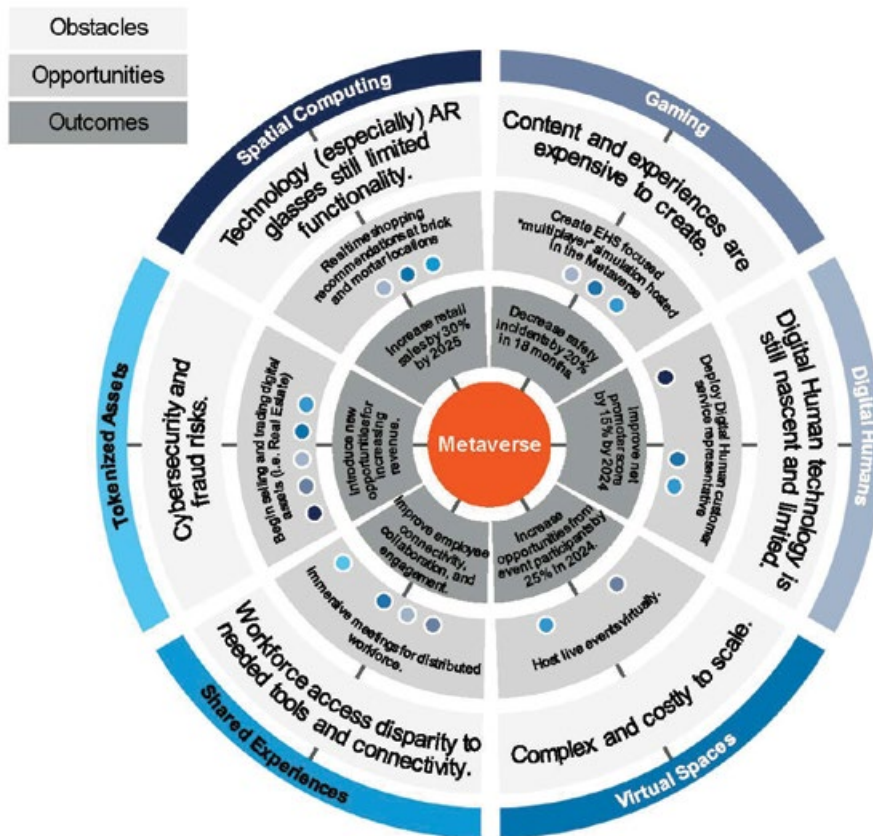 Obstacles
Opportunities
Outcomes
Spatial Computing
Technology (especially) AR
glasses still limited
functionality.
Realtime shopping
recommendations at brick
and mortar locations
Increase retail
sales by 30%
by 2025
Gaming
Content and experiences are
expensive to create.
Create EHS focused
"multiplayer" simulation hosted
in the Metaverse
Decrease safety
incidents by 20%
in 18 months.
Digital Humans
Digital Human technology is
still nascent and limited.
Deploy Digital Human customer
service representative
Improve net
promoter score
by 15% by 2024
Virtual Spaces
Complex and costly to scale.
Host live events virtually.
Increase
opportunities from
event participants by
25% in 2024.
Shared Experiences
Workforce access disparity to
needed tools and connectivity.
Immersive meetings for distributed
workforce.
Improve employee
connectivity,
collaboration, and
engagement.
Tokenized Assets
Cybersecurity and
fraud risks.
Begin selling and trading digital
assets (i.e. Real Estate)
Introduce new
opportunities for
increasing
revenue.
Metaverse